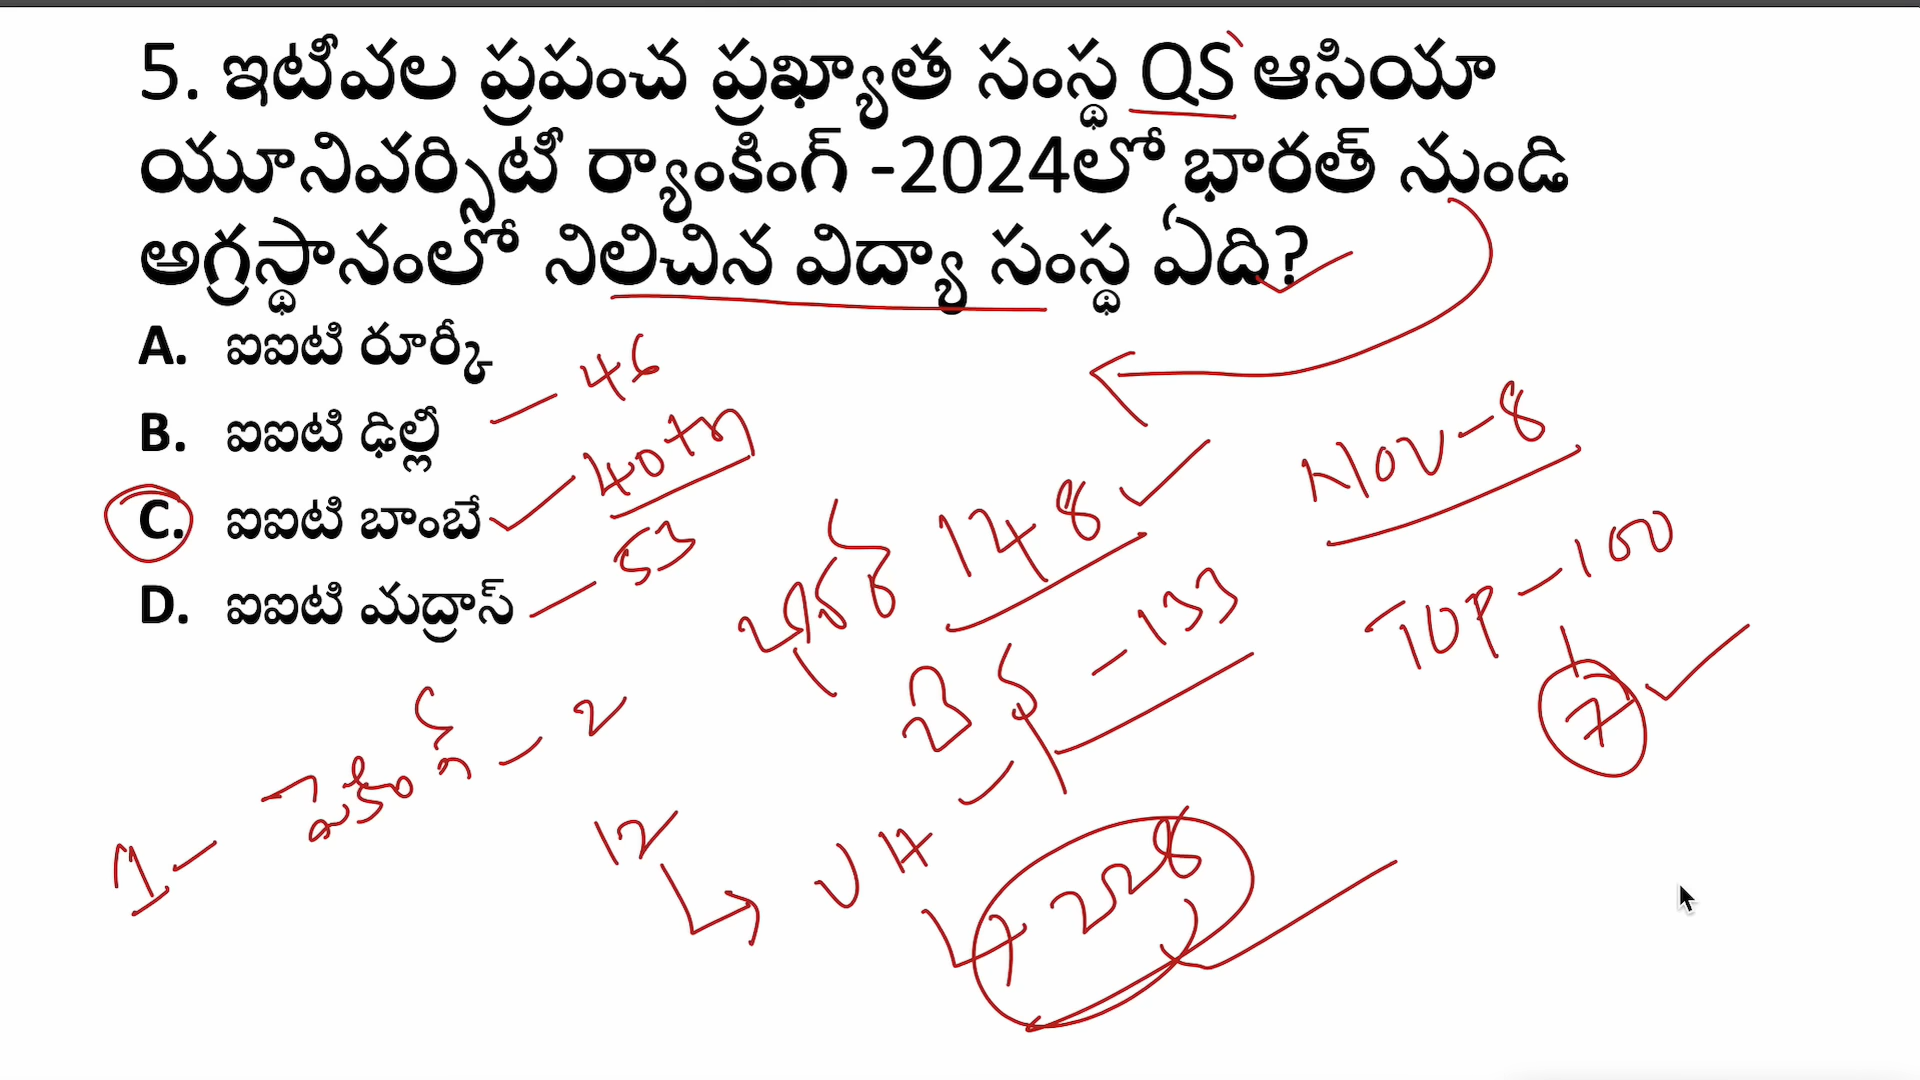 5. ఇటీవల ప్రపంచ ప్రఖ్యాత సంస్థ QS ఆసియా
యూనివర్సిటీ ర్యాంకింగ్ -2024లో భారత్ నుండి
అగ్రస్థానంలో నిలిచిన విద్యా సంస్థ ఏది?
A. ఐఐటి రూర్కీ
B. ఐఐటి ఢిల్లీ - 46
C. ఐఐటి బాంబే 40th
D. ఐఐటి మద్రాస్ - 53
Nov-8
148
TOP-100
-133
7
- 2
1-
12
UH
228